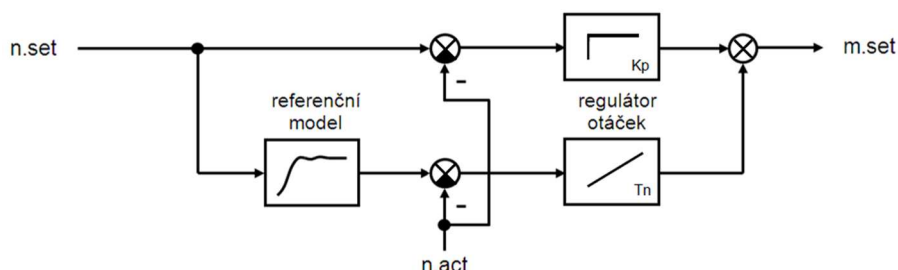 n.set
Kp
m.set
-
referenční
model
regulátor
otáček
Tn
-
n.act